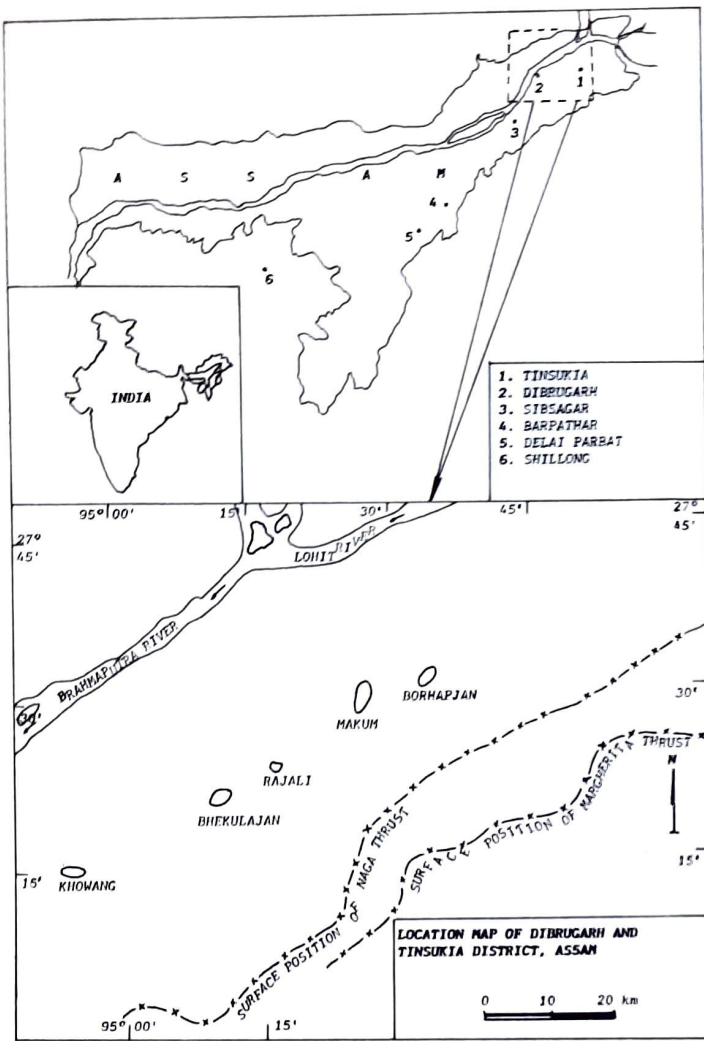 1
2
3
A S S A M
4
5
6
INDIA
1. TINSUKIA
2. DIBRUGARH
3. SIBSAGAR
4. BARPATHAR
5. DELAI PARBAT
6. SHILLONG
95° 00' 15' 30' 45' 27°
45'
27°
45'
LOHIT RIVER
BRAHMAPUTRA RIVER
30'
30'
BORHAPJAN
MAKUM
RAJALI
BHEKULAJAN
KHOWANG
SURFACE POSITION OF NAGA THRUST
SURFACE POSITION OF MARGHERITA THRUST
N
15'
15'
LOCATION MAP OF DIBRUGARH AND
TINSUKIA DISTRICT, ASSAM
0 10 20 km
95° 00' 15'